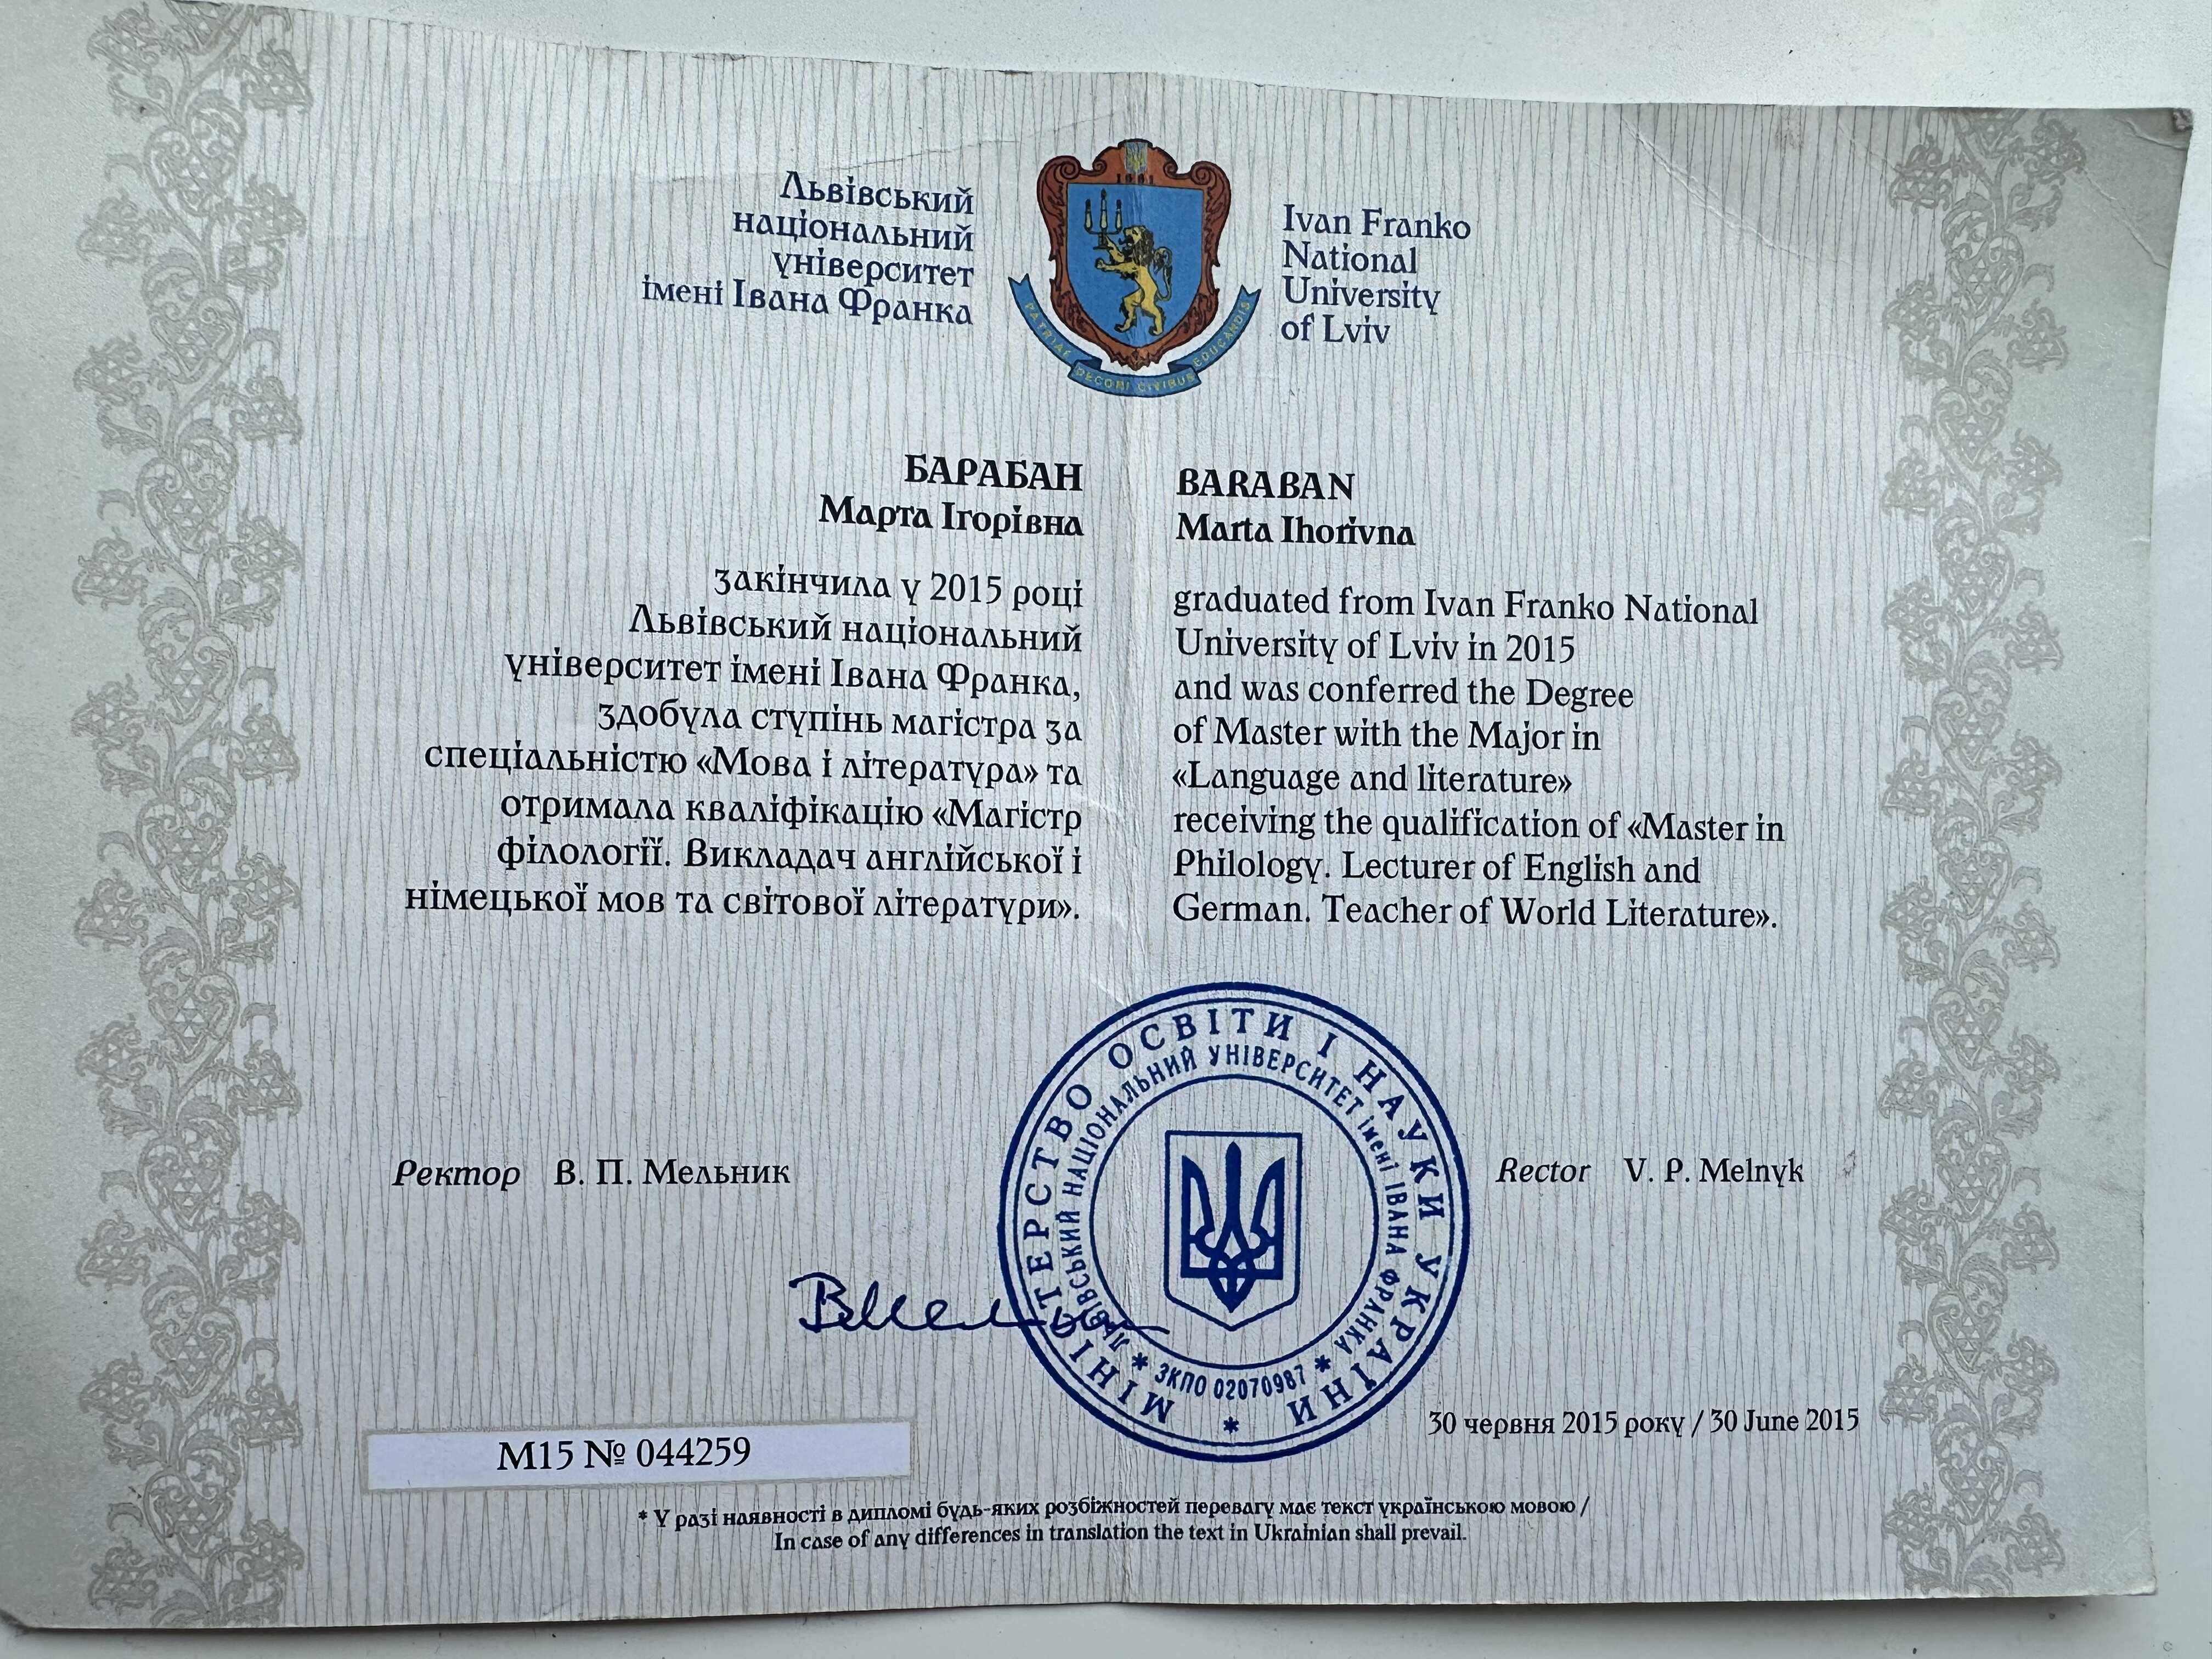 Львівський
національний
університет
імені Івана Франка
1661
PATRIAE DECORI CIVIBUS EDUCANDIS
Ivan Franko
National
University
of Lviv
БАРАБАН
Марта Ігорівна
закінчила у 2015 році
Львівський національний
університет імені Івана Франка,
здобула ступінь магістра за
спеціальністю «Мова і література» та
отримала кваліфікацію «Магістр
філології. Викладач англійської і
німецької мов та світової літератури».
BARABAN
Marta Ihorivna
graduated from Ivan Franko National
University of Lviv in 2015
and was conferred the Degree
of Master with the Major in
«Language and literature»
receiving the qualification of «Master in
Philology. Lecturer of English and
German. Teacher of World Literature».
Ректор В. П. Мельник
Rector V. P. Melnyk
МІНІСТЕРСТВО ОСВІТИ І НАУКИ УКРАЇНИ *
ЛЬВІВСЬКИЙ НАЦІОНАЛЬНИЙ УНІВЕРСИТЕТ імені ІВАНА ФРАНКА
* ЗКПО 02070987 *
М15 № 044259
30 червня 2015 року / 30 June 2015
* У разі наявності в дипломі будь-яких розбіжностей перевагу має текст українською мовою /
In case of any differences in translation the text in Ukrainian shall prevail.